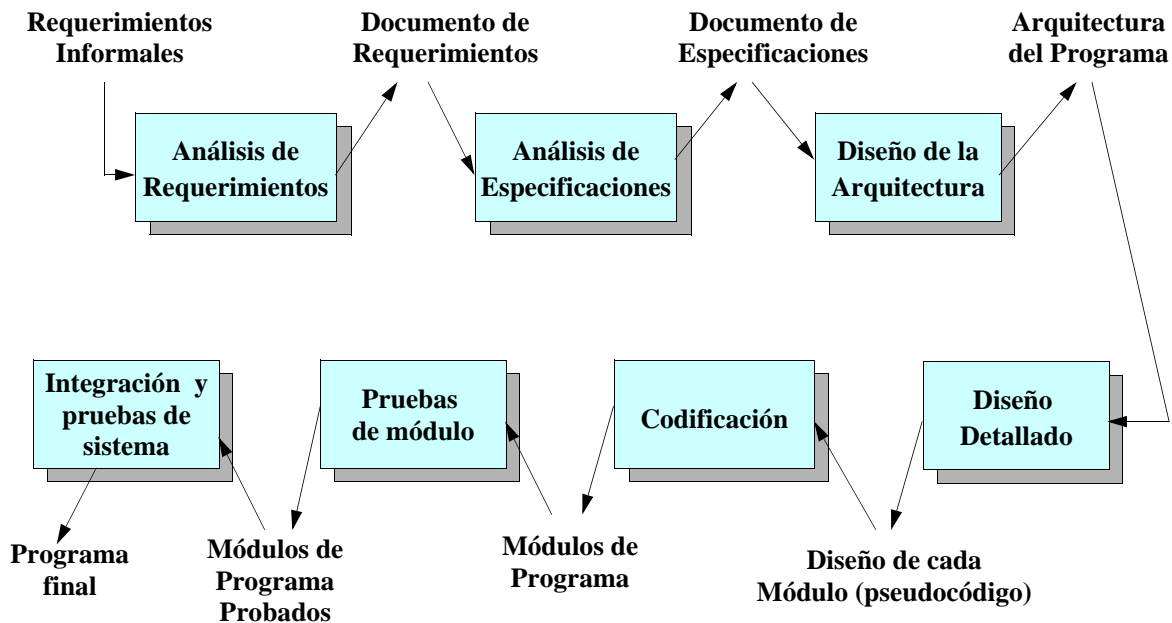 Requerimientos
Informales
Documento de
Requerimientos
Documento de
Especificaciones
Arquitectura
del Programa
Análisis de
Requerimientos
Análisis de
Especificaciones
Diseño de la
Arquitectura
Integración y
pruebas de
sistema
Pruebas
de módulo
Codificación
Diseño
Detallado
Programa
final
Módulos de
Programa
Probados
Módulos de
Programa
Diseño de cada
Módulo (pseudocódigo)